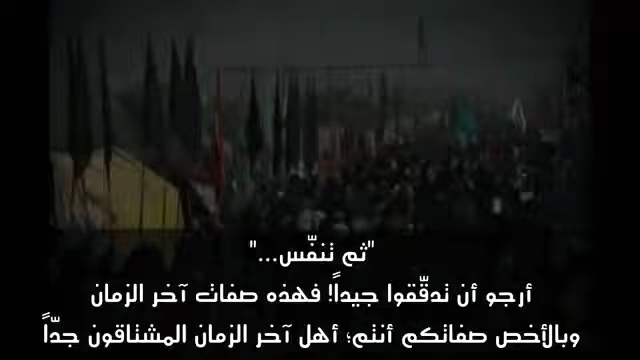 "ثم تنفّس..."
أرجو أن تدقّقوا جيداً! فهذه صفات آخر الزمان
وبالأخص صفاتكم أنتم؛ أهل آخر الزمان المشتاقون جدّاً